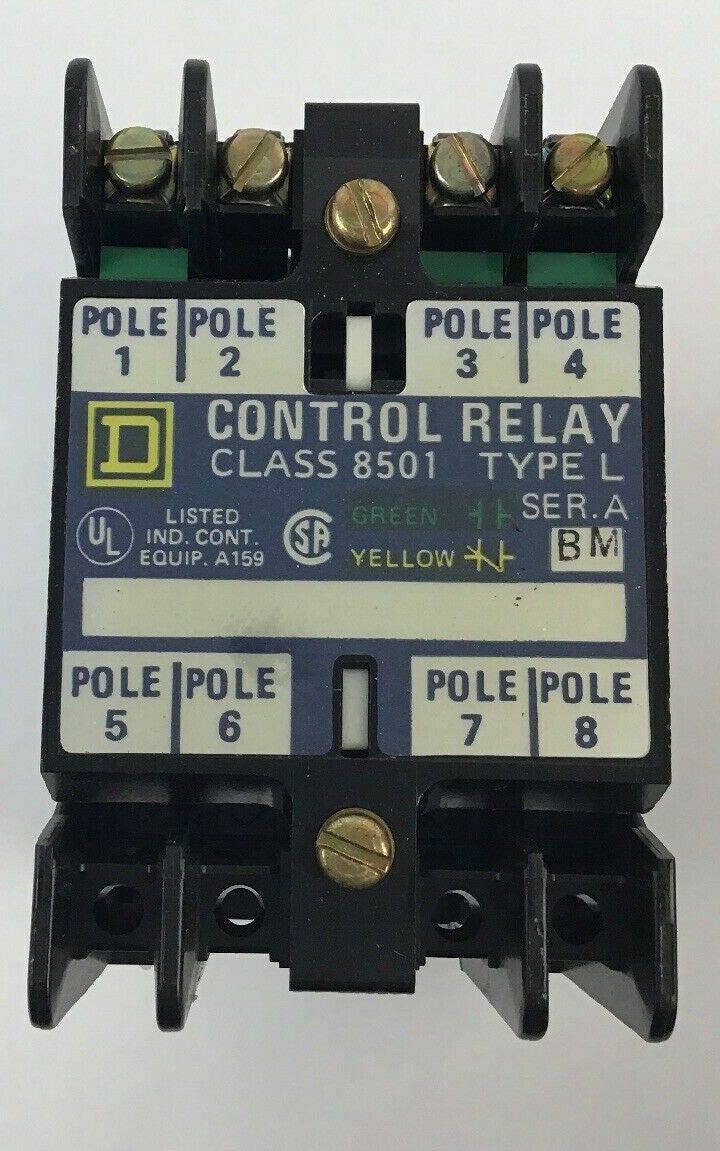 POLE 1 POLE 2 POLE 3 POLE 4
D
CONTROL RELAY
CLASS 8501 TYPE L
SER.A
UL
LISTED
IND. CONT.
EQUIP. A159
SA
GREEN
YELLOW
BM
POLE 5 POLE 6 POLE 7 POLE 8